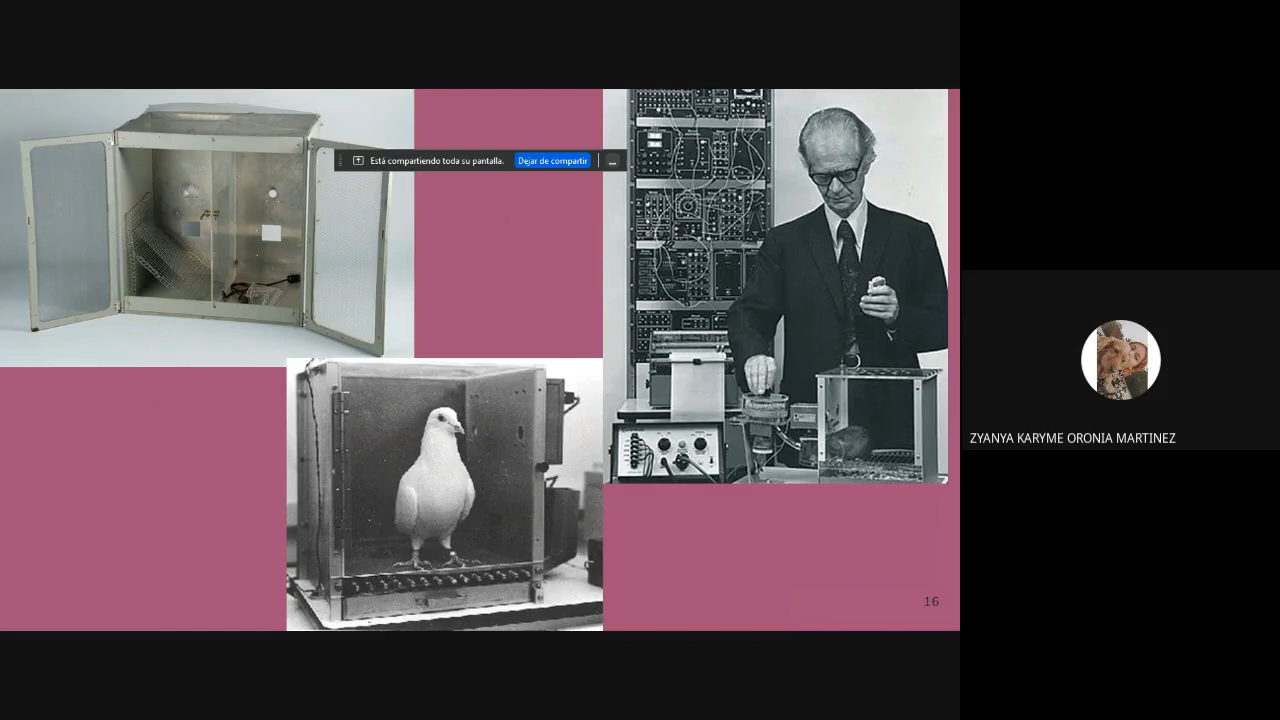 Está compartiendo toda su pantalla.
Dejar de compartir
ZYANYA KARYME ORONIA MARTINEZ
16